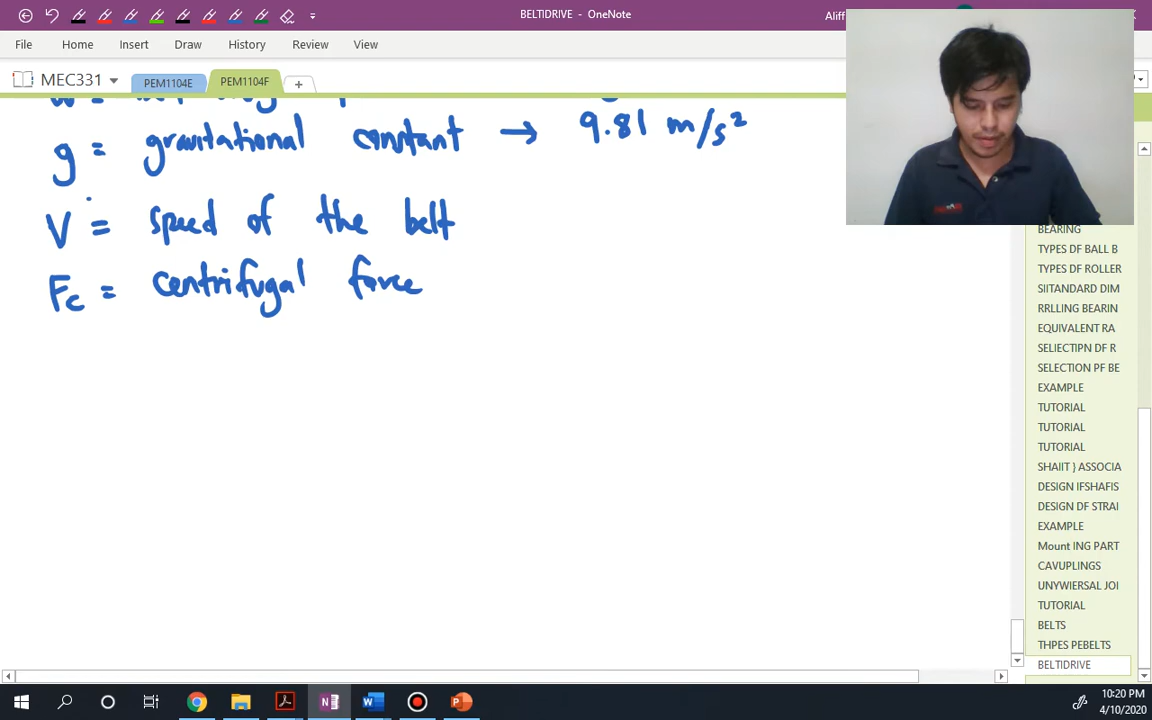 BELTIDRIVE - OneNote
Aliff
File Home Insert Draw History Review View
MEC331 PEM1104E PEM1104F
g = gravitational constant → 9.81 m/s²
V = speed of the belt
Fc = centrifugal force
BEARING
TYPES DF BALL B
TYPES DF ROLLER
SIITANDARD DIM
RRLLING BEARIN
EQUIVALENT RA
SELIECTIPN DF R
SELECTION PF BE
EXAMPLE
TUTORIAL
TUTORIAL
TUTORIAL
SHAIIT } ASSOCIA
DESIGN IFSHAFIS
DESIGN DF STRAI
EXAMPLE
Mount ING PART
CAVUPLINGS
UNYWIERSAL JOI
TUTORIAL
BELTS
THPES PEBELTS
BELTIDRIVE
10:20 PM
4/10/2020